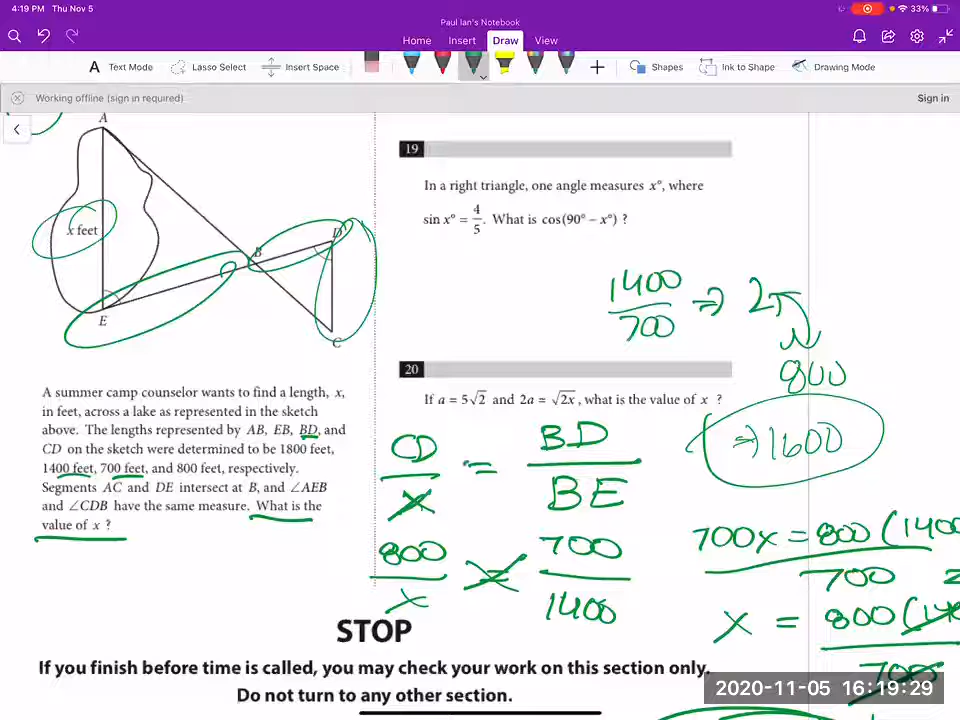 4:19 PM Thu Nov 5
33%
Paul Ian's Notebook
Home Insert Draw View
Text Mode Lasso Select Insert Space Shapes Ink to Shape Drawing Mode
Working offline (sign in required) Sign in
A
x feet
B
D
E
C
A summer camp counselor wants to find a length, x,
in feet, across a lake as represented in the sketch
above. The lengths represented by AB, EB, BD, and
CD on the sketch were determined to be 1800 feet,
1400 feet, 700 feet, and 800 feet, respectively.
Segments AC and DE intersect at B, and ∠AEB
and ∠CDB have the same measure. What is the
value of x ?
19
In a right triangle, one angle measures x°, where
sin x° = 4/5. What is cos(90° − x°) ?
1400/700 ⇒ 2
800
⇒ 1600
20
If a = 5√2 and 2a = √2x, what is the value of x ?
CD/x = BD/BE
800/x = 700/1400
700x = 800(1400
700
x = 800(1400
700
STOP
If you finish before time is called, you may check your work on this section only.
Do not turn to any other section.
2020-11-05 16:19:29